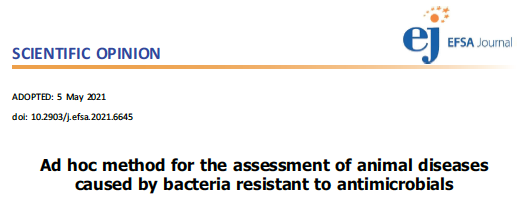 ej EFSA Journal
SCIENTIFIC OPINION
ADOPTED: 5 May 2021
doi: 10.2903/j.efsa.2021.6645
Ad hoc method for the assessment of animal diseases
caused by bacteria resistant to antimicrobials